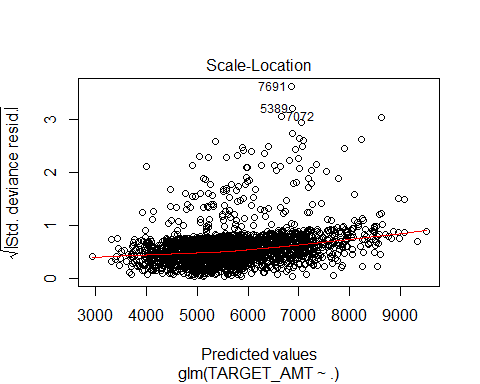 Scale-Location
√|Std. deviance resid.|
3
2
1
0
7691
5389
7072
3000 4000 5000 6000 7000 8000 9000
Predicted values
glm(TARGET_AMT ~ .)